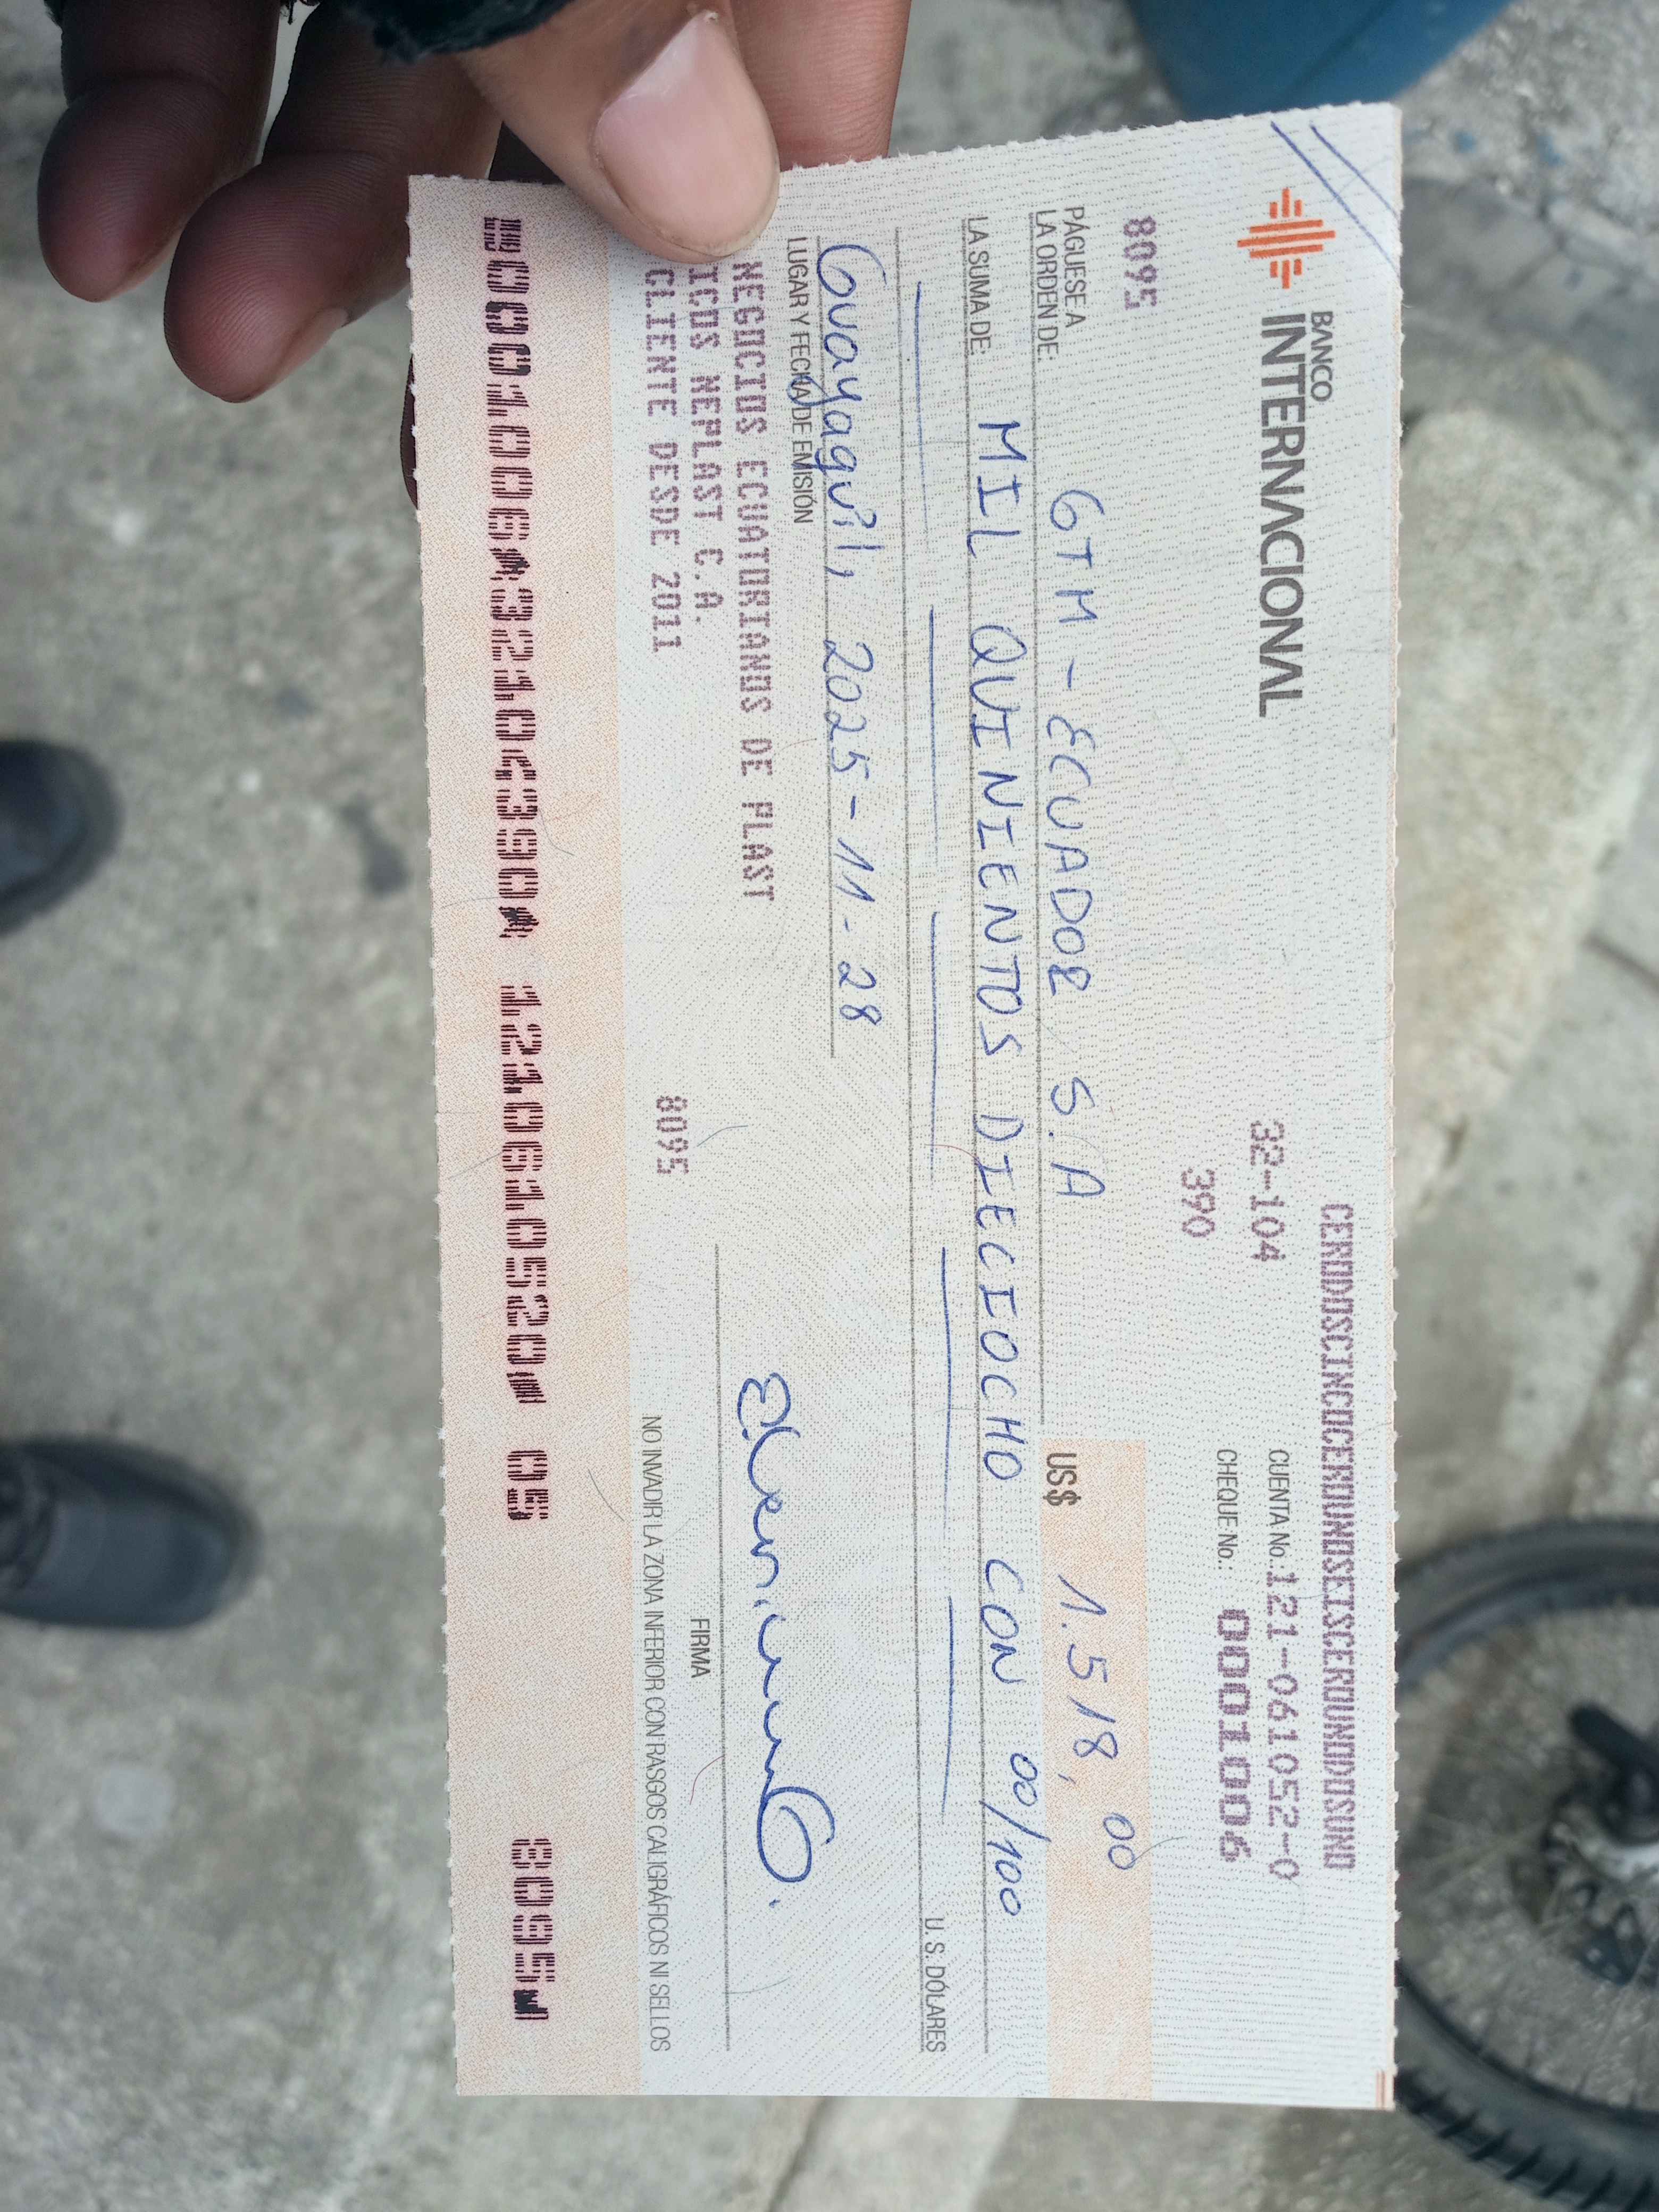 BANCO
INTERNACIONAL
CERODOSCINCOCEROUNOSEISCEROUNODOSUNO
32-104
390
CUENTA No.: 121-061052-0
CHEQUE No.: 001006
8095
PÁGUESE A
LA ORDEN DE: GTM - ECUADOR S.A
US$ 1.518,00
LA SUMA DE: MIL QUINIENTOS DIECIOCHO CON 00/100
U. S. DÓLARES
Guayaquil, 2025-11-28
LUGAR Y FECHA DE EMISIÓN
NEGOCIOS ECUATORIANOS DE PLAST
ICOS NEPLAST C.A.
CLIENTE DESDE 2011
8095
FIRMA
NO INVADIR LA ZONA INFERIOR CON RASGOS CALIGRÁFICOS NI SELLOS
001006 32104390 1210610520 05 8095